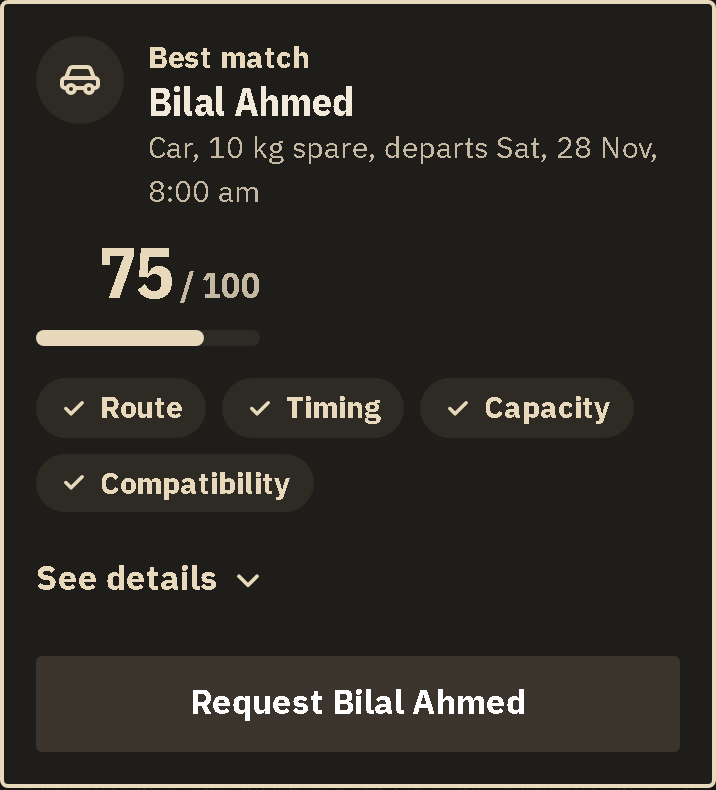 Best match
Bilal Ahmed
Car, 10 kg spare, departs Sat, 28 Nov,
8:00 am
75 / 100
Route
Timing
Capacity
Compatibility
See details
Request Bilal Ahmed